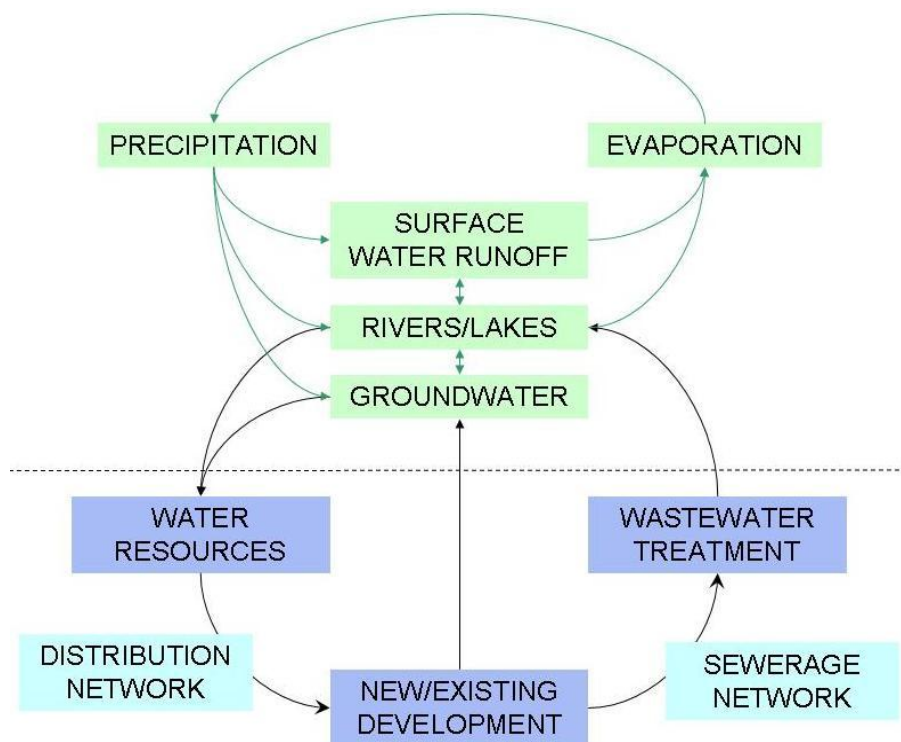 PRECIPITATION
EVAPORATION
SURFACE
WATER RUNOFF
RIVERS/LAKES
GROUNDWATER
WATER
RESOURCES
WASTEWATER
TREATMENT
DISTRIBUTION
NETWORK
NEW/EXISTING
DEVELOPMENT
SEWERAGE
NETWORK